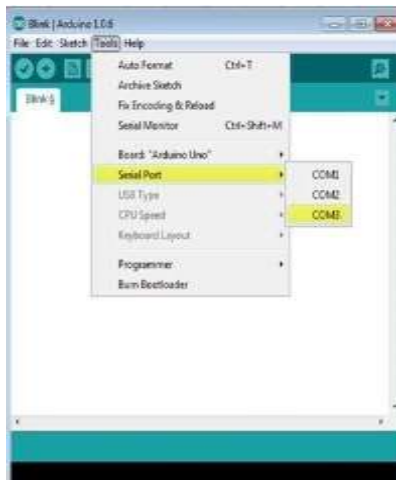 Blink | Arduino 1.0.6
File Edit Sketch Tools Help
Blink §
Auto Format Ctrl+T
Archive Sketch
Fix Encoding & Reload
Serial Monitor Ctrl+Shift+M
Board: "Arduino Uno"
Serial Port
USB Type
CPU Speed
Keyboard Layout
Programmer
Burn Bootloader
COM1
COM2
COM3